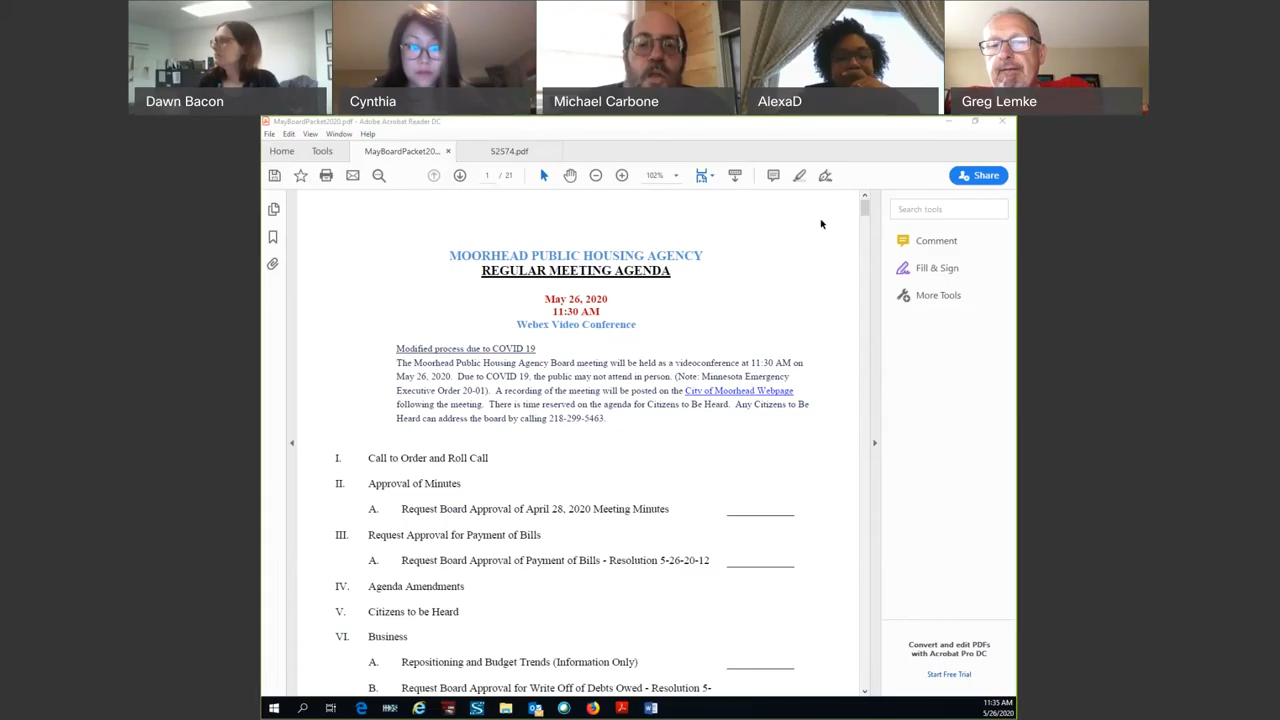 Dawn Bacon
Cynthia
Michael Carbone
AlexaD
Greg Lemke
MayBoardPacket2020.pdf - Adobe Acrobat Reader DC
File Edit View Window Help
Home Tools MayBoardPacket20... × 52574.pdf
1 / 21 102% Share
Search tools
Comment
Fill & Sign
More Tools
MOORHEAD PUBLIC HOUSING AGENCY
REGULAR MEETING AGENDA
May 26, 2020
11:30 AM
Webex Video Conference
Modified process due to COVID 19
The Moorhead Public Housing Agency Board meeting will be held as a videoconference at 11:30 AM on
May 26, 2020. Due to COVID 19, the public may not attend in person. (Note: Minnesota Emergency
Executive Order 20-01). A recording of the meeting will be posted on the City of Moorhead Webpage
following the meeting. There is time reserved on the agenda for Citizens to Be Heard. Any Citizens to Be
Heard can address the board by calling 218-299-5463.
I. Call to Order and Roll Call
II. Approval of Minutes
A. Request Board Approval of April 28, 2020 Meeting Minutes
III. Request Approval for Payment of Bills
A. Request Board Approval of Payment of Bills - Resolution 5-26-20-12
IV. Agenda Amendments
V. Citizens to be Heard
VI. Business
A. Repositioning and Budget Trends (Information Only)
B. Request Board Approval for Write Off of Debts Owed - Resolution 5-
Convert and edit PDFs
with Acrobat Pro DC
Start Free Trial
11:35 AM
5/26/2020